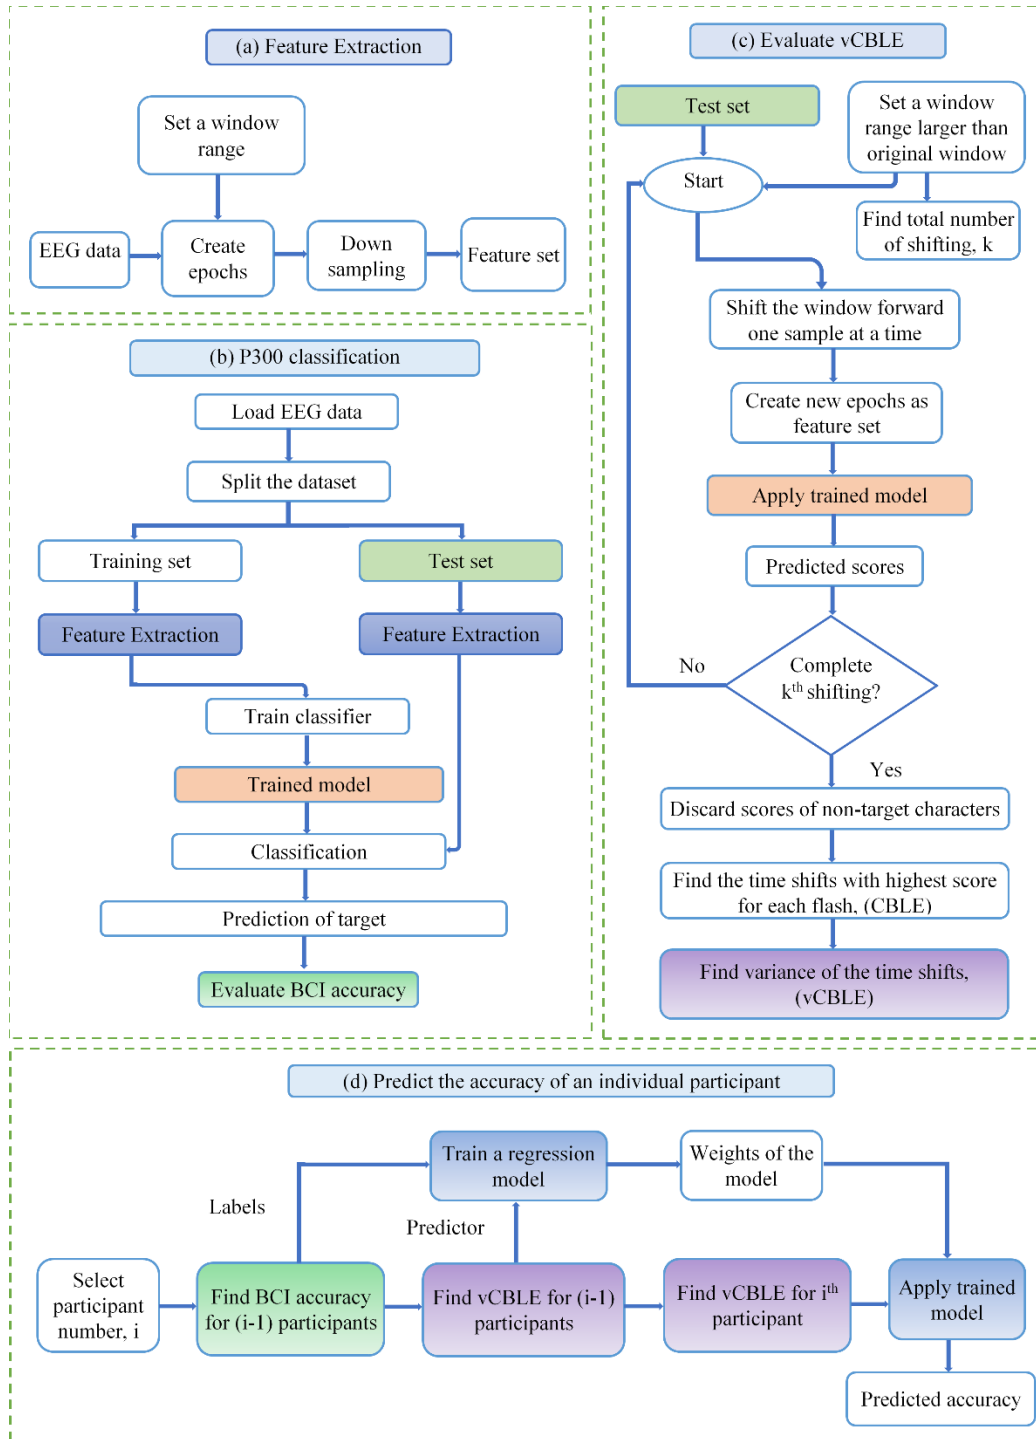 (a) Feature Extraction
Set a window
range
EEG data
Create
epochs
Down
sampling
Feature set
(b) P300 classification
Load EEG data
Split the dataset
Training set
Test set
Feature Extraction
Feature Extraction
Train classifier
Trained model
Classification
Prediction of target
Evaluate BCI accuracy
(c) Evaluate vCBLE
Test set
Set a window
range larger than
original window
Start
Find total number
of shifting, k
Shift the window forward
one sample at a time
Create new epochs as
feature set
Apply trained model
Predicted scores
No
Complete
kth shifting?
Yes
Discard scores of non-target characters
Find the time shifts with highest score
for each flash, (CBLE)
Find variance of the time shifts,
(vCBLE)
(d) Predict the accuracy of an individual participant
Train a regression
model
Weights of the
model
Labels
Predictor
Select
participant
number, i
Find BCI accuracy
for (i-1) participants
Find vCBLE for (i-1)
participants
Find vCBLE for ith
participant
Apply trained
model
Predicted accuracy